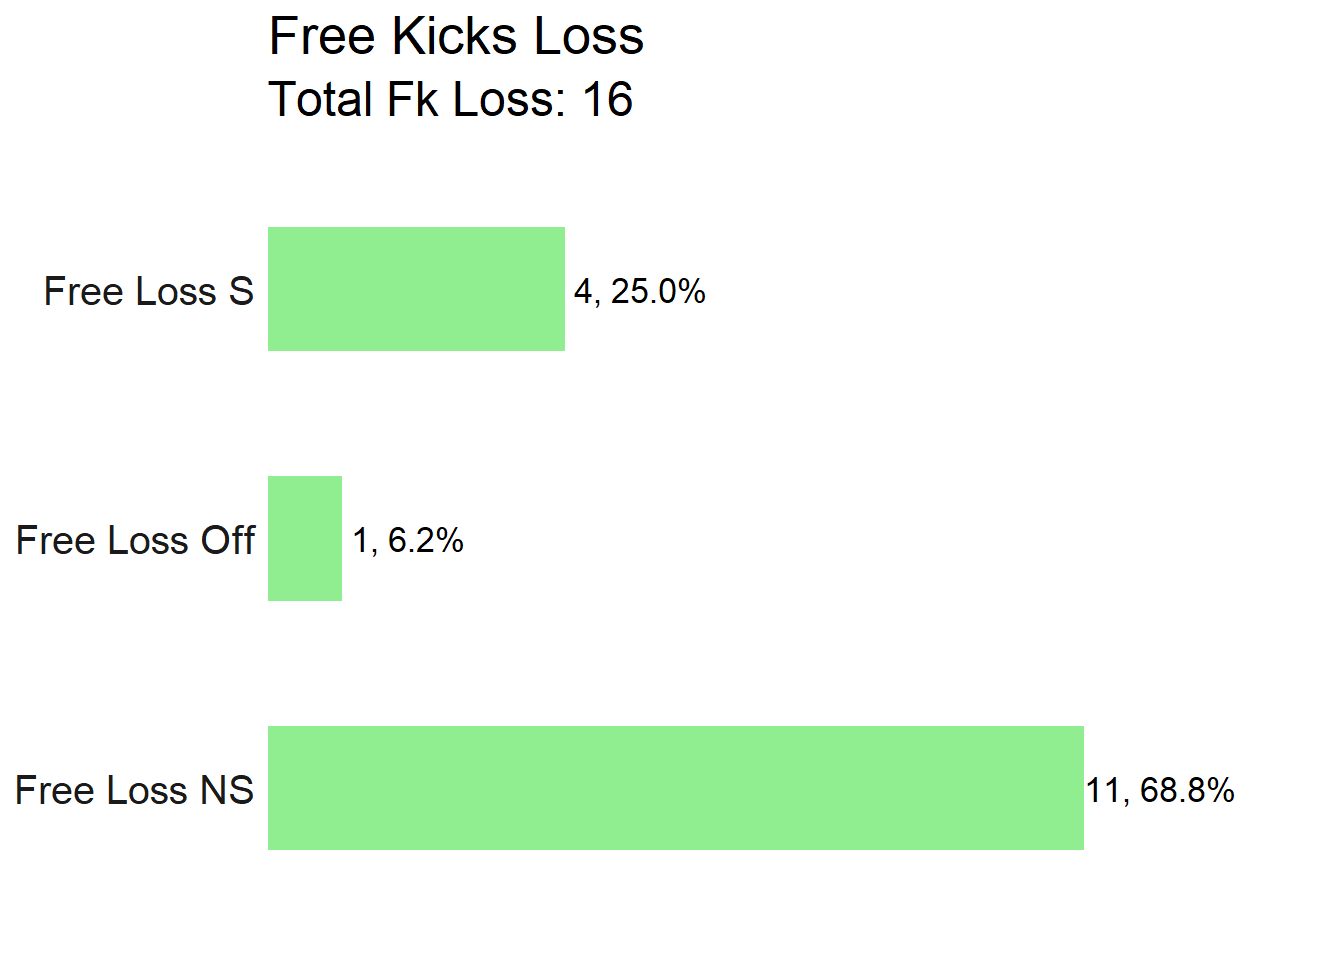 Free Kicks Loss
Total Fk Loss: 16
Free Loss S
4, 25.0%
Free Loss Off
1, 6.2%
Free Loss NS
11, 68.8%